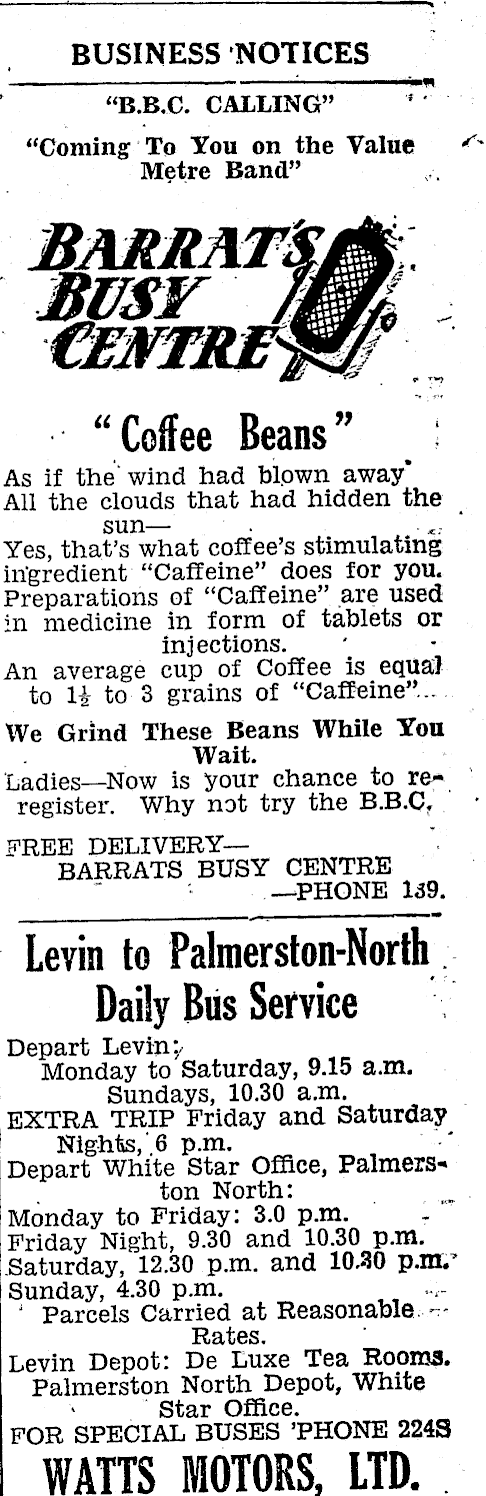 BUSINESS NOTICES
"B.B.C. CALLING"
"Coming To You on the Value
Metre Band"
BARRAT'S
BUSY
CENTRE
"Coffee Beans"
As if the wind had blown away
All the clouds that had hidden the
sun—
Yes, that's what coffee's stimulating
ingredient "Caffeine" does for you.
Preparations of "Caffeine" are used
in medicine in form of tablets or
injections.
An average cup of Coffee is equal
to 1½ to 3 grains of "Caffeine"..
We Grind These Beans While You
Wait.
Ladies—Now is your chance to re-
register. Why not try the B.B.C.
FREE DELIVERY—
BARRATS BUSY CENTRE
—PHONE 139.
Levin to Palmerston-North
Daily Bus Service
Depart Levin:
Monday to Saturday, 9.15 a.m.
Sundays, 10.30 a.m.
EXTRA TRIP Friday and Saturday
Nights, 6 p.m.
Depart White Star Office, Palmers-
ton North:
Monday to Friday: 3.0 p.m.
Friday Night, 9.30 and 10.30 p.m.
Saturday, 12.30 p.m. and 10.30 p.m.
Sunday, 4.30 p.m.
Parcels Carried at Reasonable
Rates.
Levin Depot: De Luxe Tea Rooms.
Palmerston North Depot, White
Star Office.
FOR SPECIAL BUSES 'PHONE 224S
WATTS MOTORS, LTD.